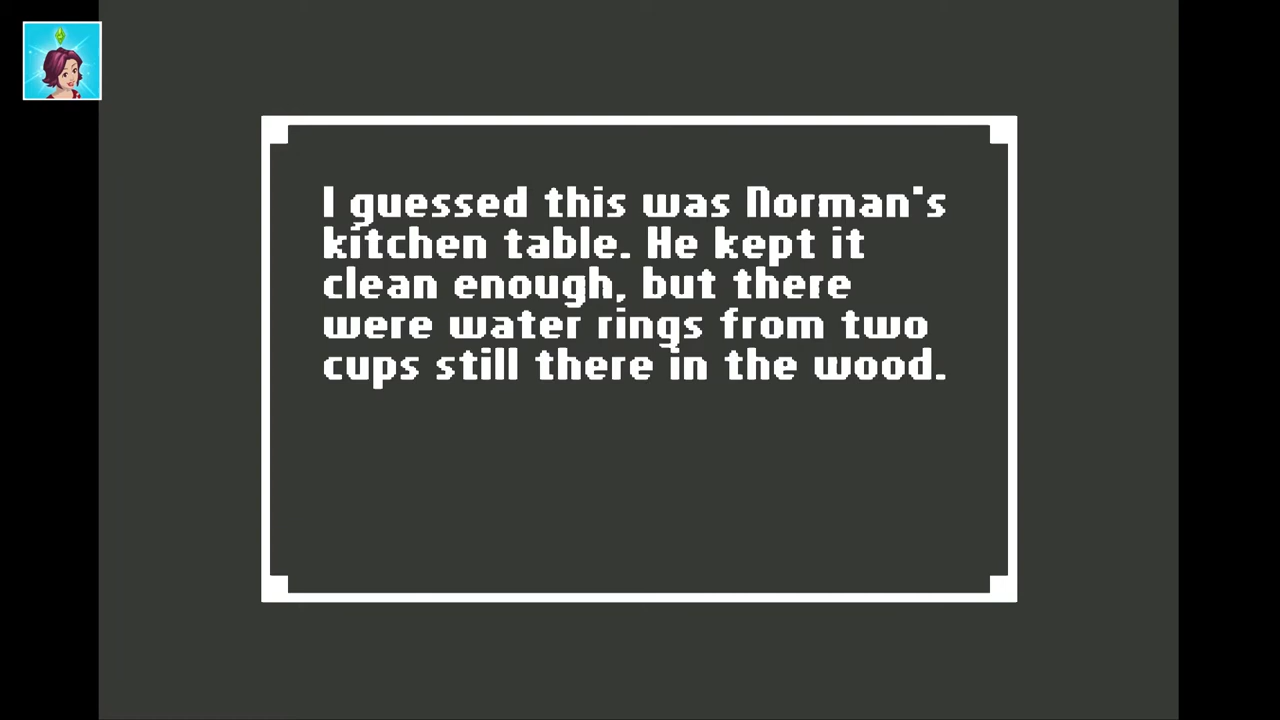 I guessed this was Norman's
kitchen table. He kept it
clean enough, but there
were water rings from two
cups still there in the wood.